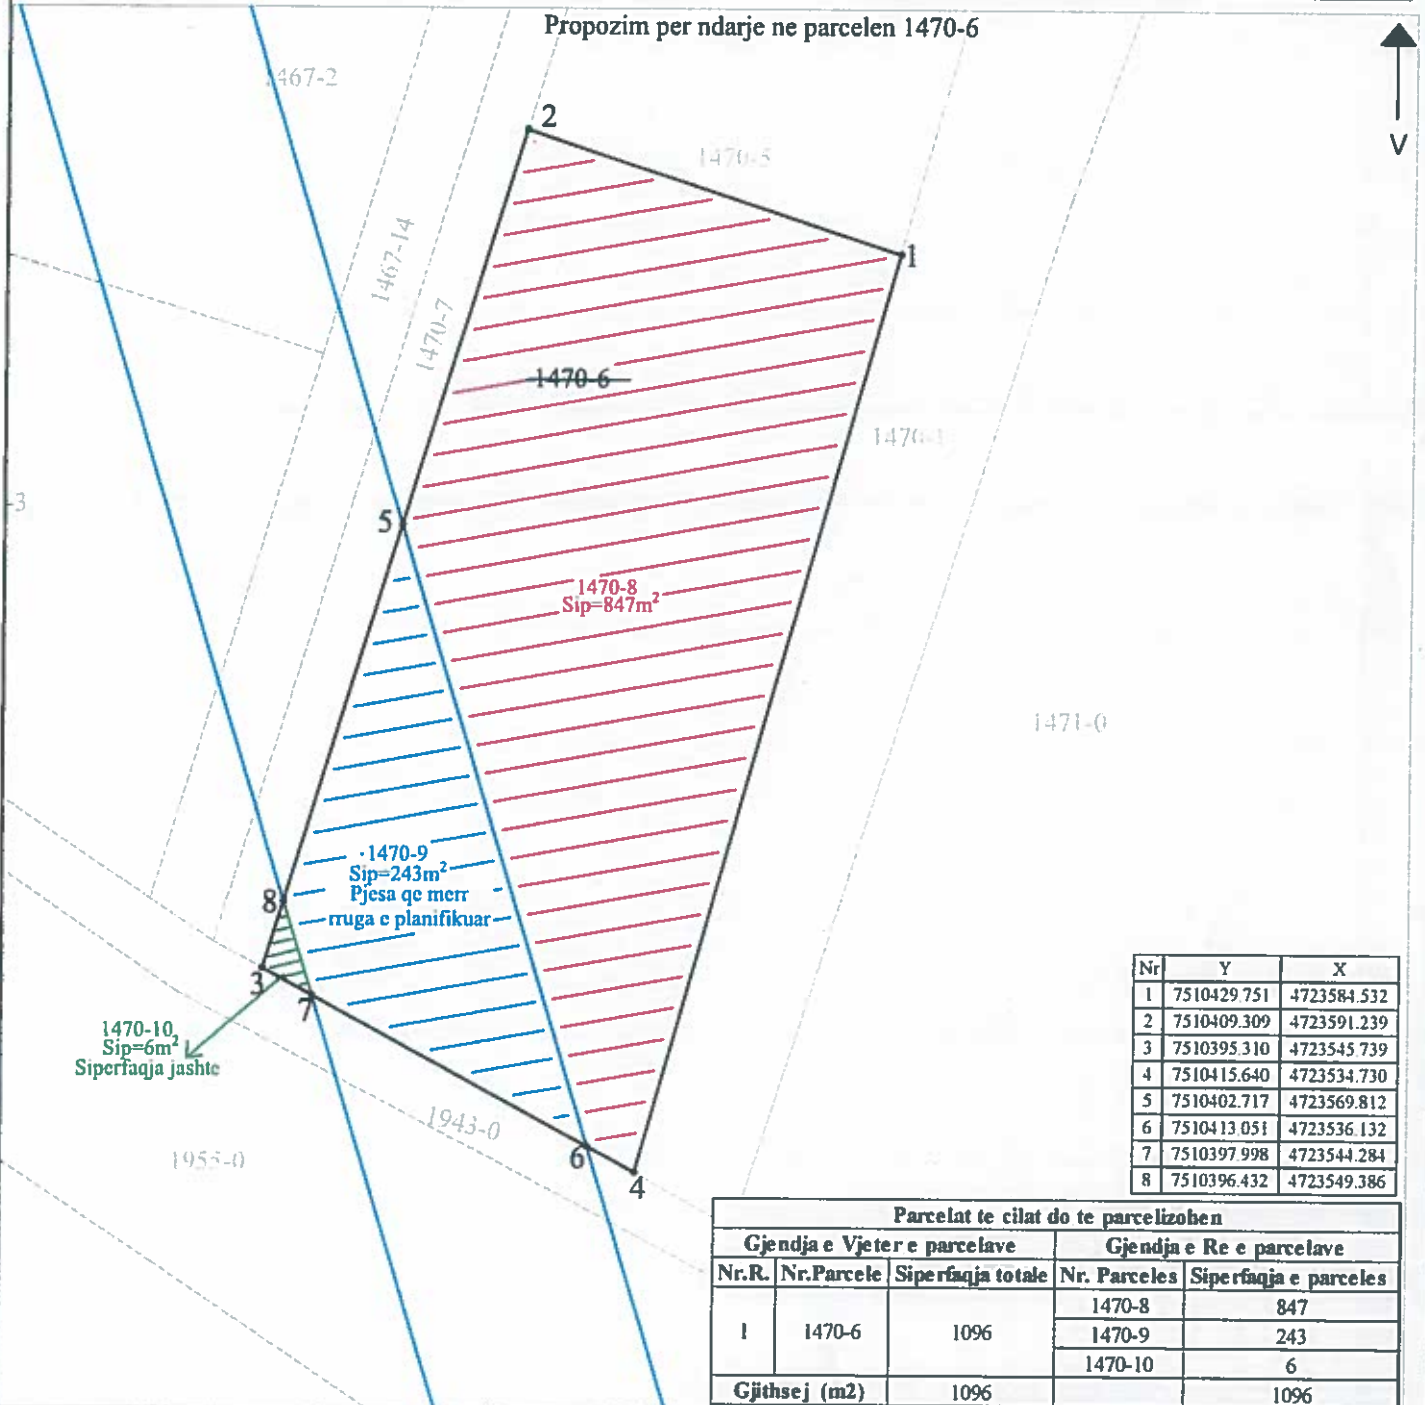 Propozim per ndarje ne parcelen 1470-6
V
1467-2
2
1470-5
1
1467-14
1470-7
1470-6
-3
5
1470-8
Sip=847m²
1471-0
1470-9
Sip=243m²
Pjesa qe merr
rruga e planifikuar
8
3
7
1470-10
Sip=6m²
Siperfaqja jashte
1943-0
1955-0
6
4
Nr Y X
1 7510429.751 4723584.532
2 7510409.309 4723591.239
3 7510395.310 4723545.739
4 7510415.640 4723534.730
5 7510402.717 4723569.812
6 7510413.051 4723536.132
7 7510397.998 4723544.284
8 7510396.432 4723549.386
Parcelat te cilat do te parcelizohen
Gjendja e Vjeter e parcelave Gjendja e Re e parcelave
Nr.R. Nr.Parcele Siperfaqja totale Nr. Parceles Siperfaqja e parceles
1 1470-6 1096 1470-8 847
1470-9 243
1470-10 6
Gjithsej (m2) 1096 1096